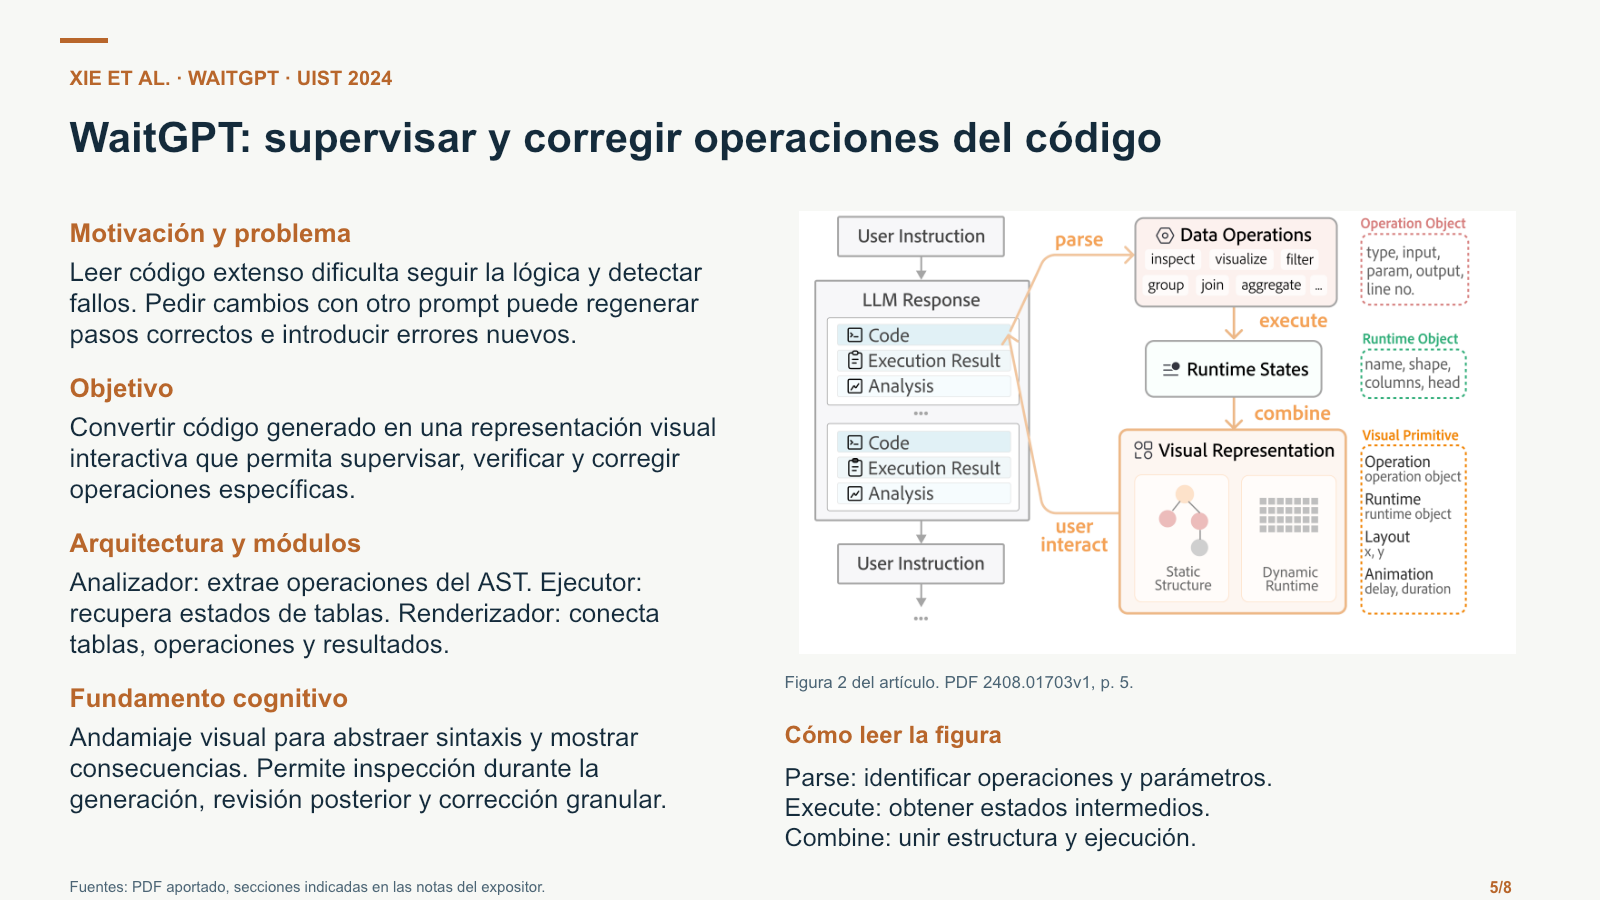 XIE ET AL. · WAITGPT · UIST 2024
WaitGPT: supervisar y corregir operaciones del código
Motivación y problema
Leer código extenso dificulta seguir la lógica y detectar
fallos. Pedir cambios con otro prompt puede regenerar
pasos correctos e introducir errores nuevos.
Objetivo
Convertir código generado en una representación visual
interactiva que permita supervisar, verificar y corregir
operaciones específicas.
Arquitectura y módulos
Analizador: extrae operaciones del AST. Ejecutor:
recupera estados de tablas. Renderizador: conecta
tablas, operaciones y resultados.
Fundamento cognitivo
Andamiaje visual para abstraer sintaxis y mostrar
consecuencias. Permite inspección durante la
generación, revisión posterior y corrección granular.
User Instruction
LLM Response
Code
Execution Result
Analysis
...
Code
Execution Result
Analysis
User Instruction
...
parse
user
interact
Data Operations
inspect visualize filter
group join aggregate ...
execute
Runtime States
combine
Visual Representation
Static
Structure
Dynamic
Runtime
Operation Object
type, input,
param, output,
line no.
Runtime Object
name, shape,
columns, head
Visual Primitive
Operation
operation object
Runtime
runtime object
Layout
x, y
Animation
delay, duration
Figura 2 del artículo. PDF 2408.01703v1, p. 5.
Cómo leer la figura
Parse: identificar operaciones y parámetros.
Execute: obtener estados intermedios.
Combine: unir estructura y ejecución.
Fuentes: PDF aportado, secciones indicadas en las notas del expositor.
5/8